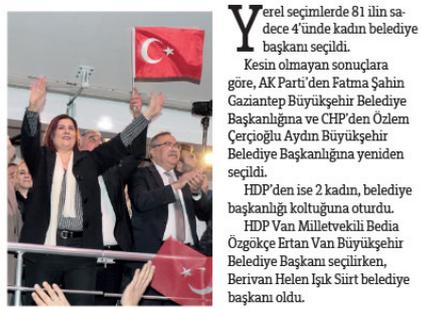 Yerel seçimlerde 81 ilin sa-
dece 4'ünde kadın belediye
başkanı seçildi.
Kesin olmayan sonuçlara
göre, AK Parti'den Fatma Şahin
Gaziantep Büyükşehir Belediye
Başkanlığına ve CHP'den Özlem
Çerçioğlu Aydın Büyükşehir
Belediye Başkanlığına yeniden
seçildi.
HDP'den ise 2 kadın, belediye
başkanlığı koltuğuna oturdu.
HDP Van Milletvekili Bedia
Özgökçe Ertan Van Büyükşehir
Belediye Başkanı seçilirken,
Berivan Helen Işık Siirt belediye
başkanı oldu.